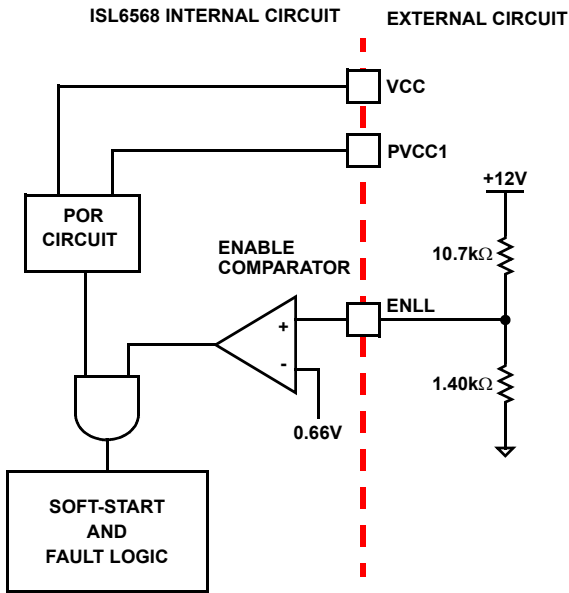 ISL6568 INTERNAL CIRCUIT
EXTERNAL CIRCUIT
VCC
PVCC1
+12V
POR
CIRCUIT
10.7kΩ
ENABLE
COMPARATOR
ENLL
+
-
1.40kΩ
0.66V
SOFT-START
AND
FAULT LOGIC